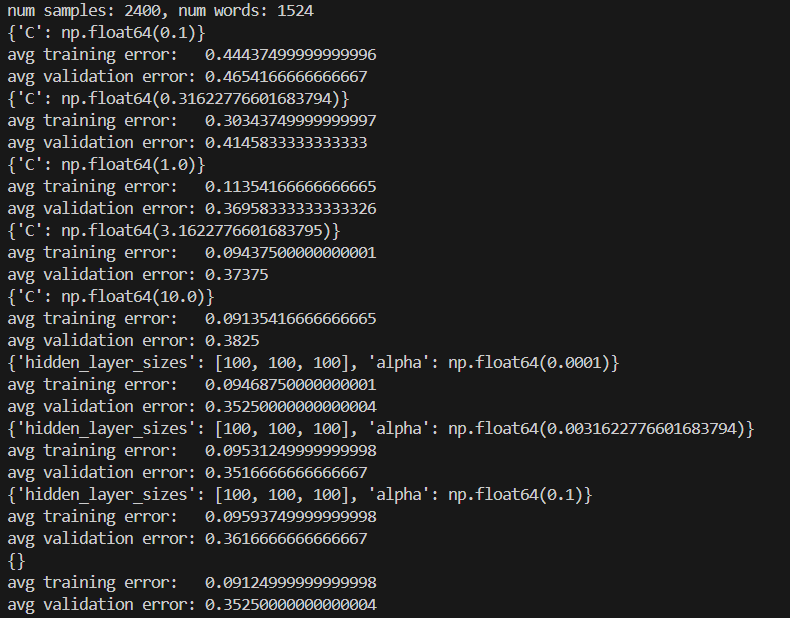 num samples: 2400, num words: 1524
{'C': np.float64(0.1)}
avg training error:   0.44437499999999996
avg validation error: 0.4654166666666667
{'C': np.float64(0.31622776601683794)}
avg training error:   0.30343749999999997
avg validation error: 0.4145833333333333
{'C': np.float64(1.0)}
avg training error:   0.11354166666666665
avg validation error: 0.36958333333333326
{'C': np.float64(3.1622776601683795)}
avg training error:   0.09437500000000001
avg validation error: 0.37375
{'C': np.float64(10.0)}
avg training error:   0.09135416666666665
avg validation error: 0.3825
{'hidden_layer_sizes': [100, 100, 100], 'alpha': np.float64(0.0001)}
avg training error:   0.09468750000000001
avg validation error: 0.35250000000000004
{'hidden_layer_sizes': [100, 100, 100], 'alpha': np.float64(0.0031622776601683794)}
avg training error:   0.09531249999999998
avg validation error: 0.3516666666666667
{'hidden_layer_sizes': [100, 100, 100], 'alpha': np.float64(0.1)}
avg training error:   0.09593749999999998
avg validation error: 0.3616666666666667
{}
avg training error:   0.09124999999999998
avg validation error: 0.35250000000000004